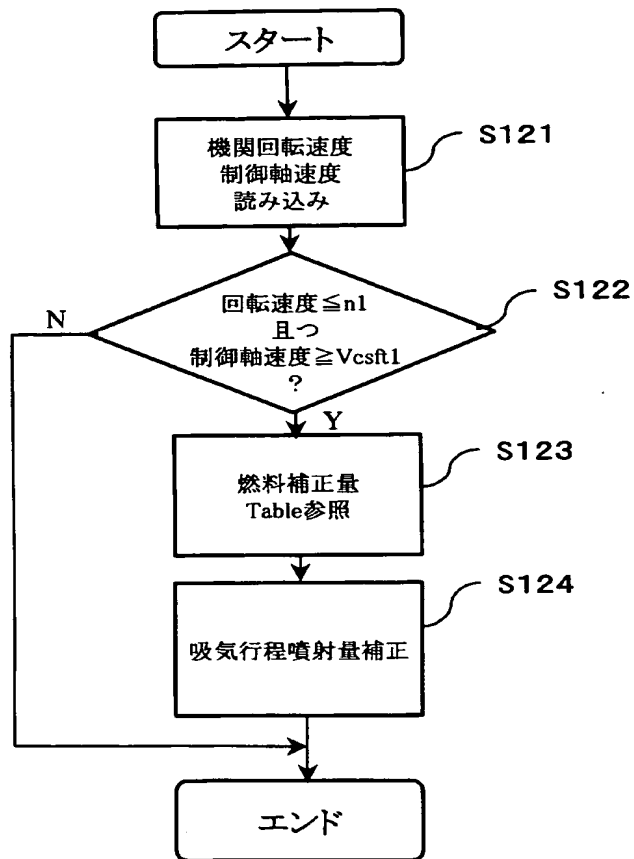 スタート
機関回転速度
制御軸速度
読み込み
S121
回転速度≦n1
且つ
制御軸速度≧Vcsft1
?
S122
N
Y
燃料補正量
Table参照
S123
吸気行程噴射量補正
S124
エンド